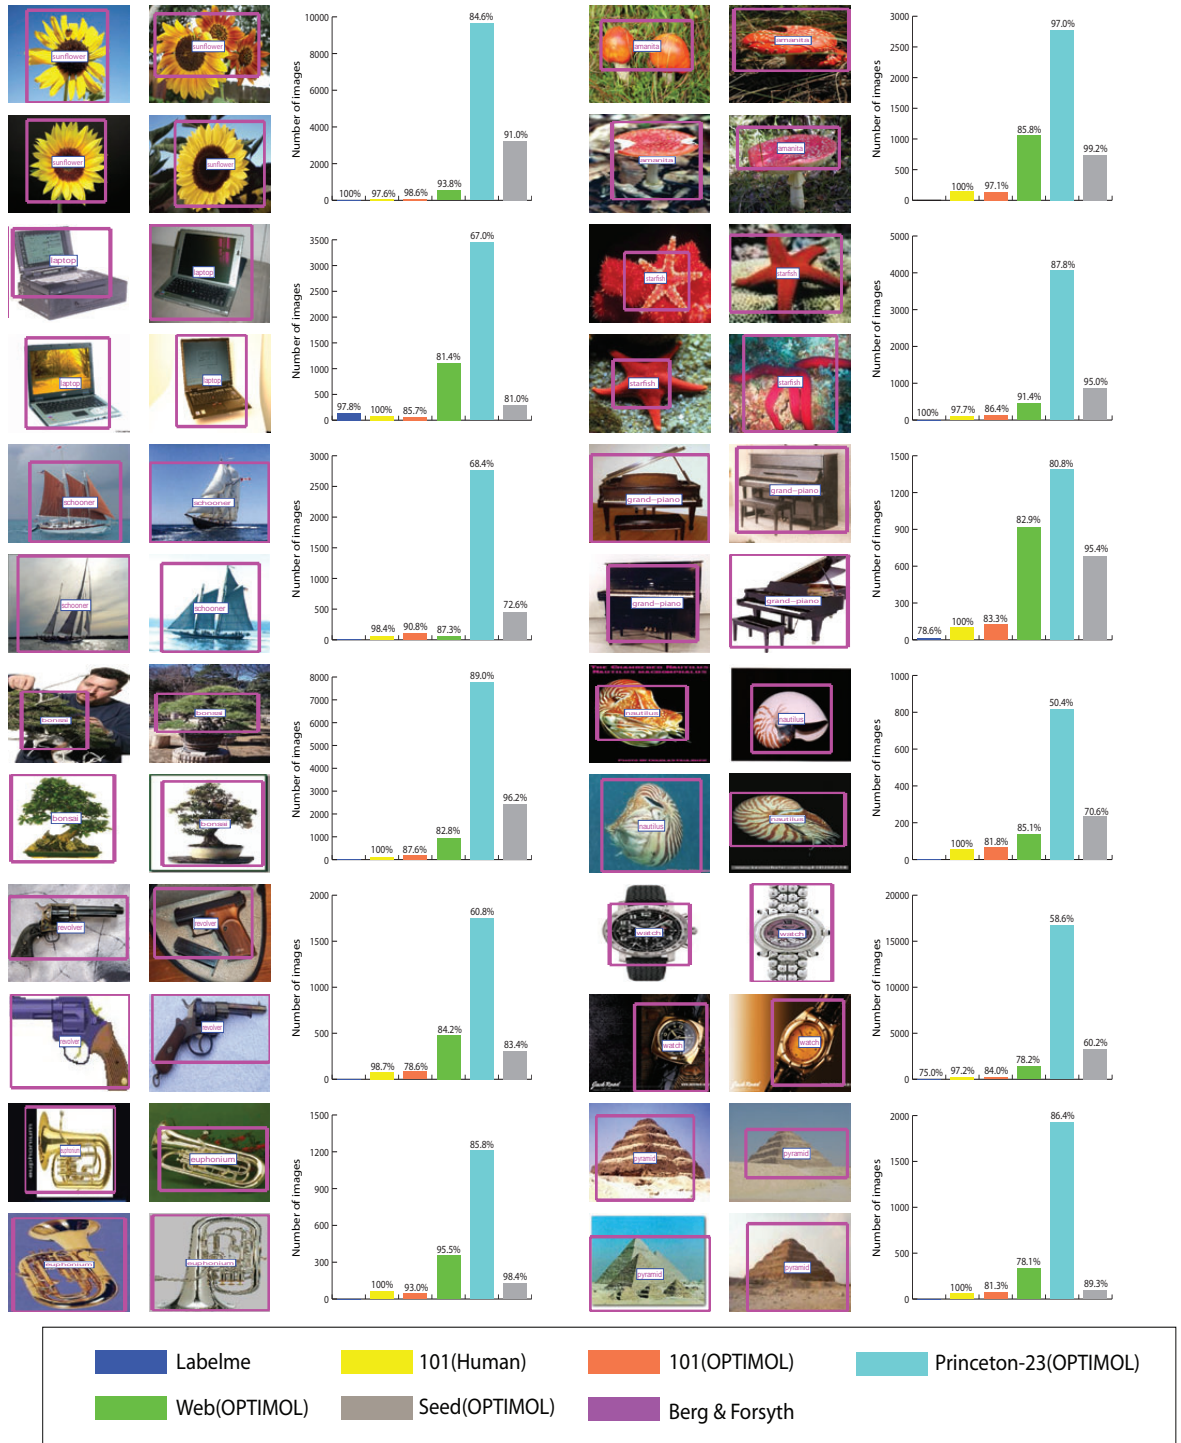 sunflower
sunflower
sunflower
sunflower
Number of images
10000
8000
6000
4000
2000
0
100%
97.6%
98.6%
93.8%
84.6%
91.0%
amanita
amanita
amanita
amanita
Number of images
3000
2500
2000
1500
1000
500
0
100%
97.1%
85.8%
97.0%
99.2%
laptop
laptop
laptop
laptop
Number of images
3500
3000
2500
2000
1500
1000
500
0
97.8%
100%
85.7%
81.4%
67.0%
81.0%
starfish
starfish
starfish
starfish
Number of images
5000
4000
3000
2000
1000
0
100%
97.7%
86.4%
91.4%
87.8%
95.0%
schooner
schooner
schooner
schooner
Number of images
3000
2500
2000
1500
1000
500
0
98.4%
90.8%
87.3%
68.4%
72.6%
grand-piano
grand-piano
grand-piano
grand-piano
Number of images
1500
1200
900
600
300
0
78.6%
100%
83.3%
82.9%
80.8%
95.4%
bonsai
bonsai
bonsai
bonsai
Number of images
8000
7000
6000
5000
4000
3000
2000
1000
0
100%
87.6%
82.8%
89.0%
96.2%
nautilus
nautilus
nautilus
nautilus
Number of images
1000
800
600
400
200
0
100%
81.8%
85.1%
50.4%
70.6%
revolver
revolver
revolver
revolver
Number of images
2000
1500
1000
500
0
98.7%
78.6%
84.2%
60.8%
83.4%
watch
watch
watch
watch
Number of images
20000
15000
10000
5000
0
75.0%
97.2%
84.0%
78.2%
58.6%
60.2%
euphonium
euphonium
euphonium
euphonium
euphonium
Number of images
1500
1200
900
600
300
0
100%
93.0%
95.5%
85.8%
98.4%
pyramid
pyramid
pyramid
pyramid
Number of images
2000
1500
1000
500
0
100%
81.3%
78.1%
86.4%
89.3%
Labelme
101(Human)
101(OPTIMOL)
Princeton-23(OPTIMOL)
Web(OPTIMOL)
Seed(OPTIMOL)
Berg & Forsyth